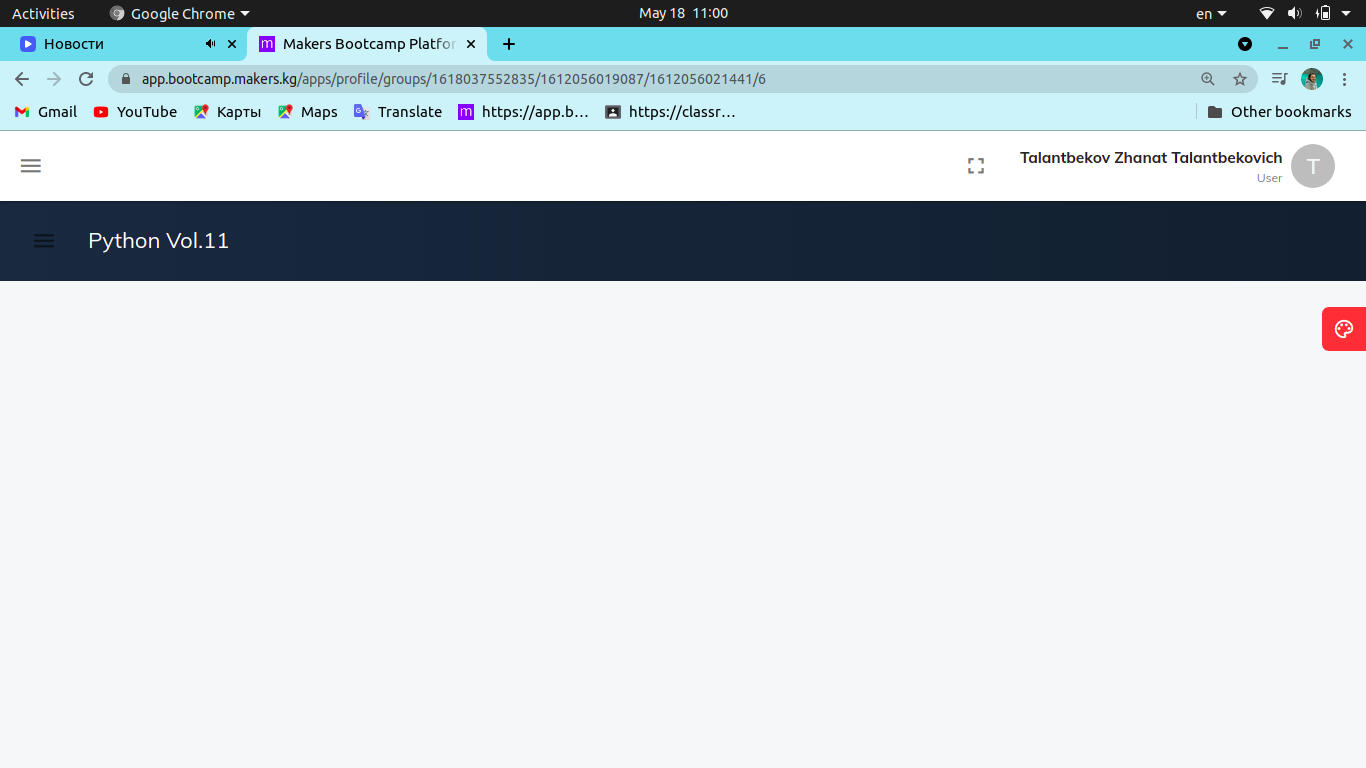 Activities Google Chrome May 18 11:00 en
Новости Makers Bootcamp Platfor
app.bootcamp.makers.kg/apps/profile/groups/1618037552835/1612056019087/1612056021441/6
Gmail YouTube Карты Maps Translate https://app.b... https://classr... Other bookmarks
Talantbekov Zhanat Talantbekovich
User
T
Python Vol.11